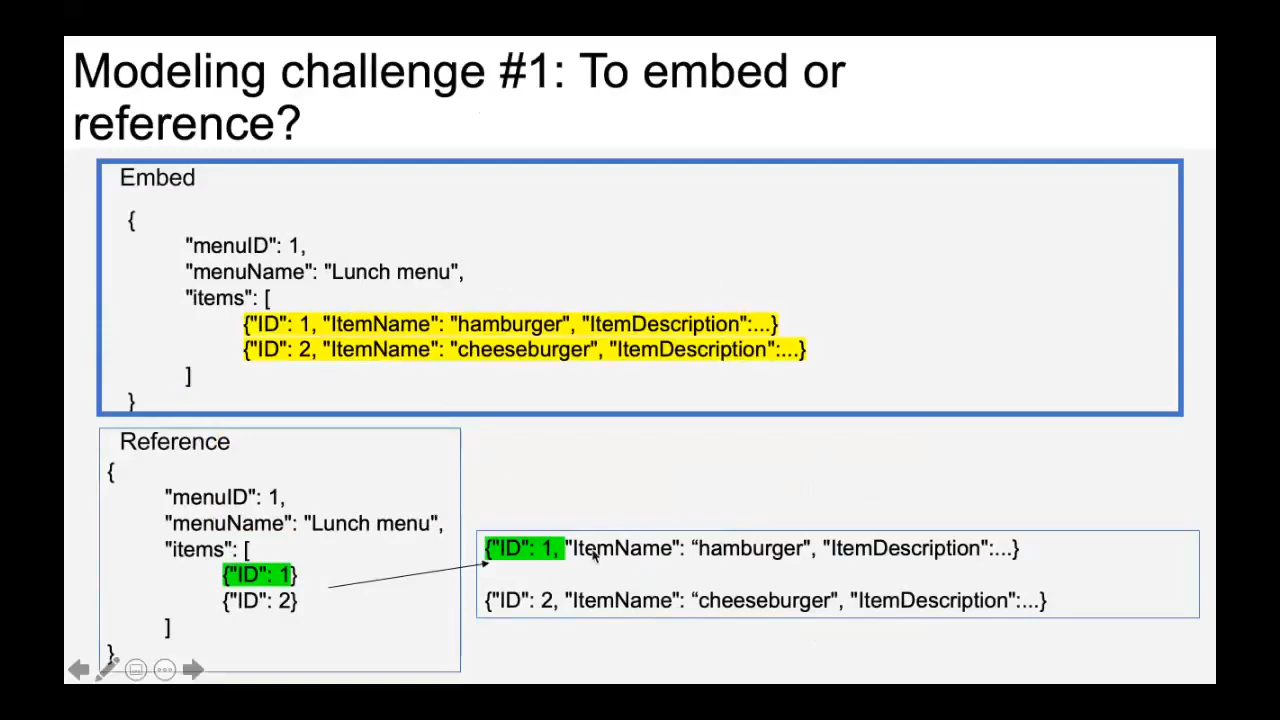 Modeling challenge #1: To embed or
reference?
Embed
{
"menuID": 1,
"menuName": "Lunch menu",
"items": [
{"ID": 1, "ItemName": "hamburger", "ItemDescription":...}
{"ID": 2, "ItemName": "cheeseburger", "ItemDescription":...}
]
}
Reference
{
"menuID": 1,
"menuName": "Lunch menu",
"items": [
{"ID": 1}
{"ID": 2}
]
}
{"ID": 1, "ItemName": “hamburger", "ItemDescription":...}
{"ID": 2, "ItemName": “cheeseburger", "ItemDescription":...}